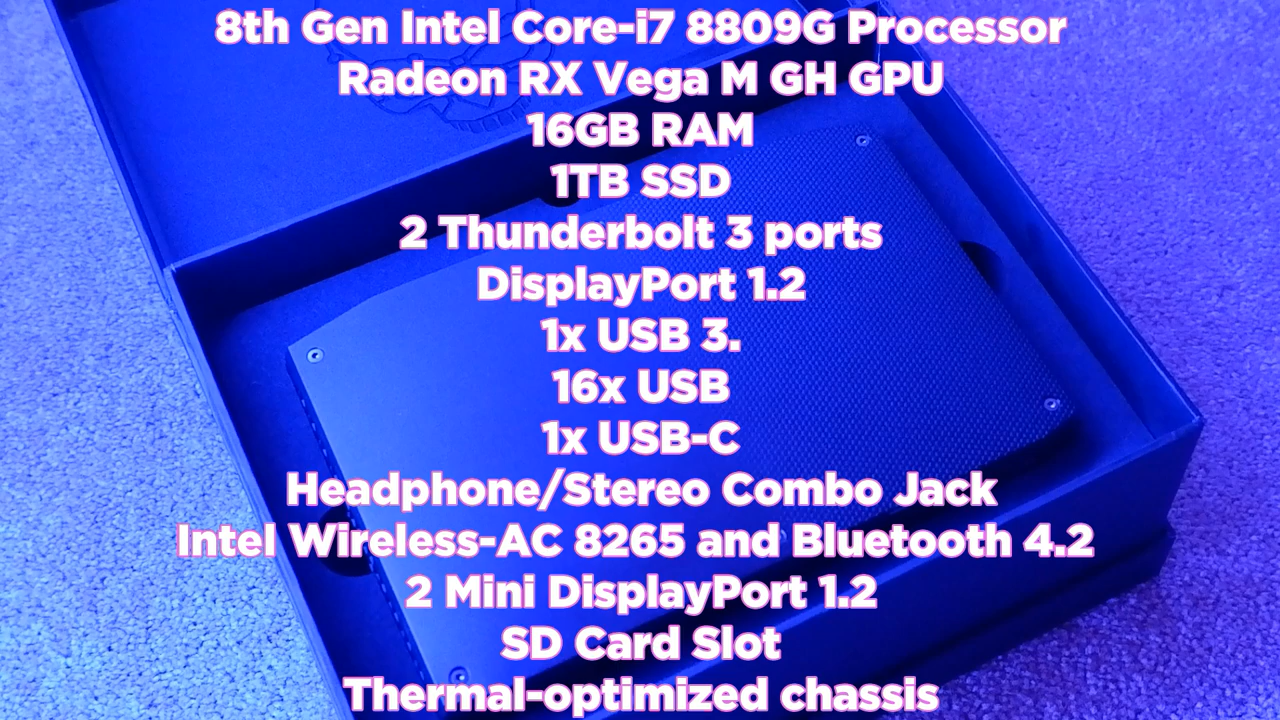 8th Gen Intel Core-i7 8809G Processor
Radeon RX Vega M GH GPU
16GB RAM
1TB SSD
2 Thunderbolt 3 ports
DisplayPort 1.2
1x USB 3.
16x USB
1x USB-C
Headphone/Stereo Combo Jack
Intel Wireless-AC 8265 and Bluetooth 4.2
2 Mini DisplayPort 1.2
SD Card Slot
Thermal-optimized chassis